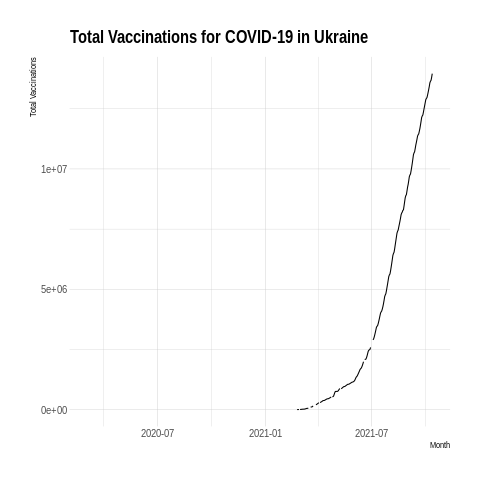 Total Vaccinations for COVID-19 in Ukraine
Total Vaccinations
1e+07
5e+06
0e+00
2020-07 2021-01 2021-07
Month